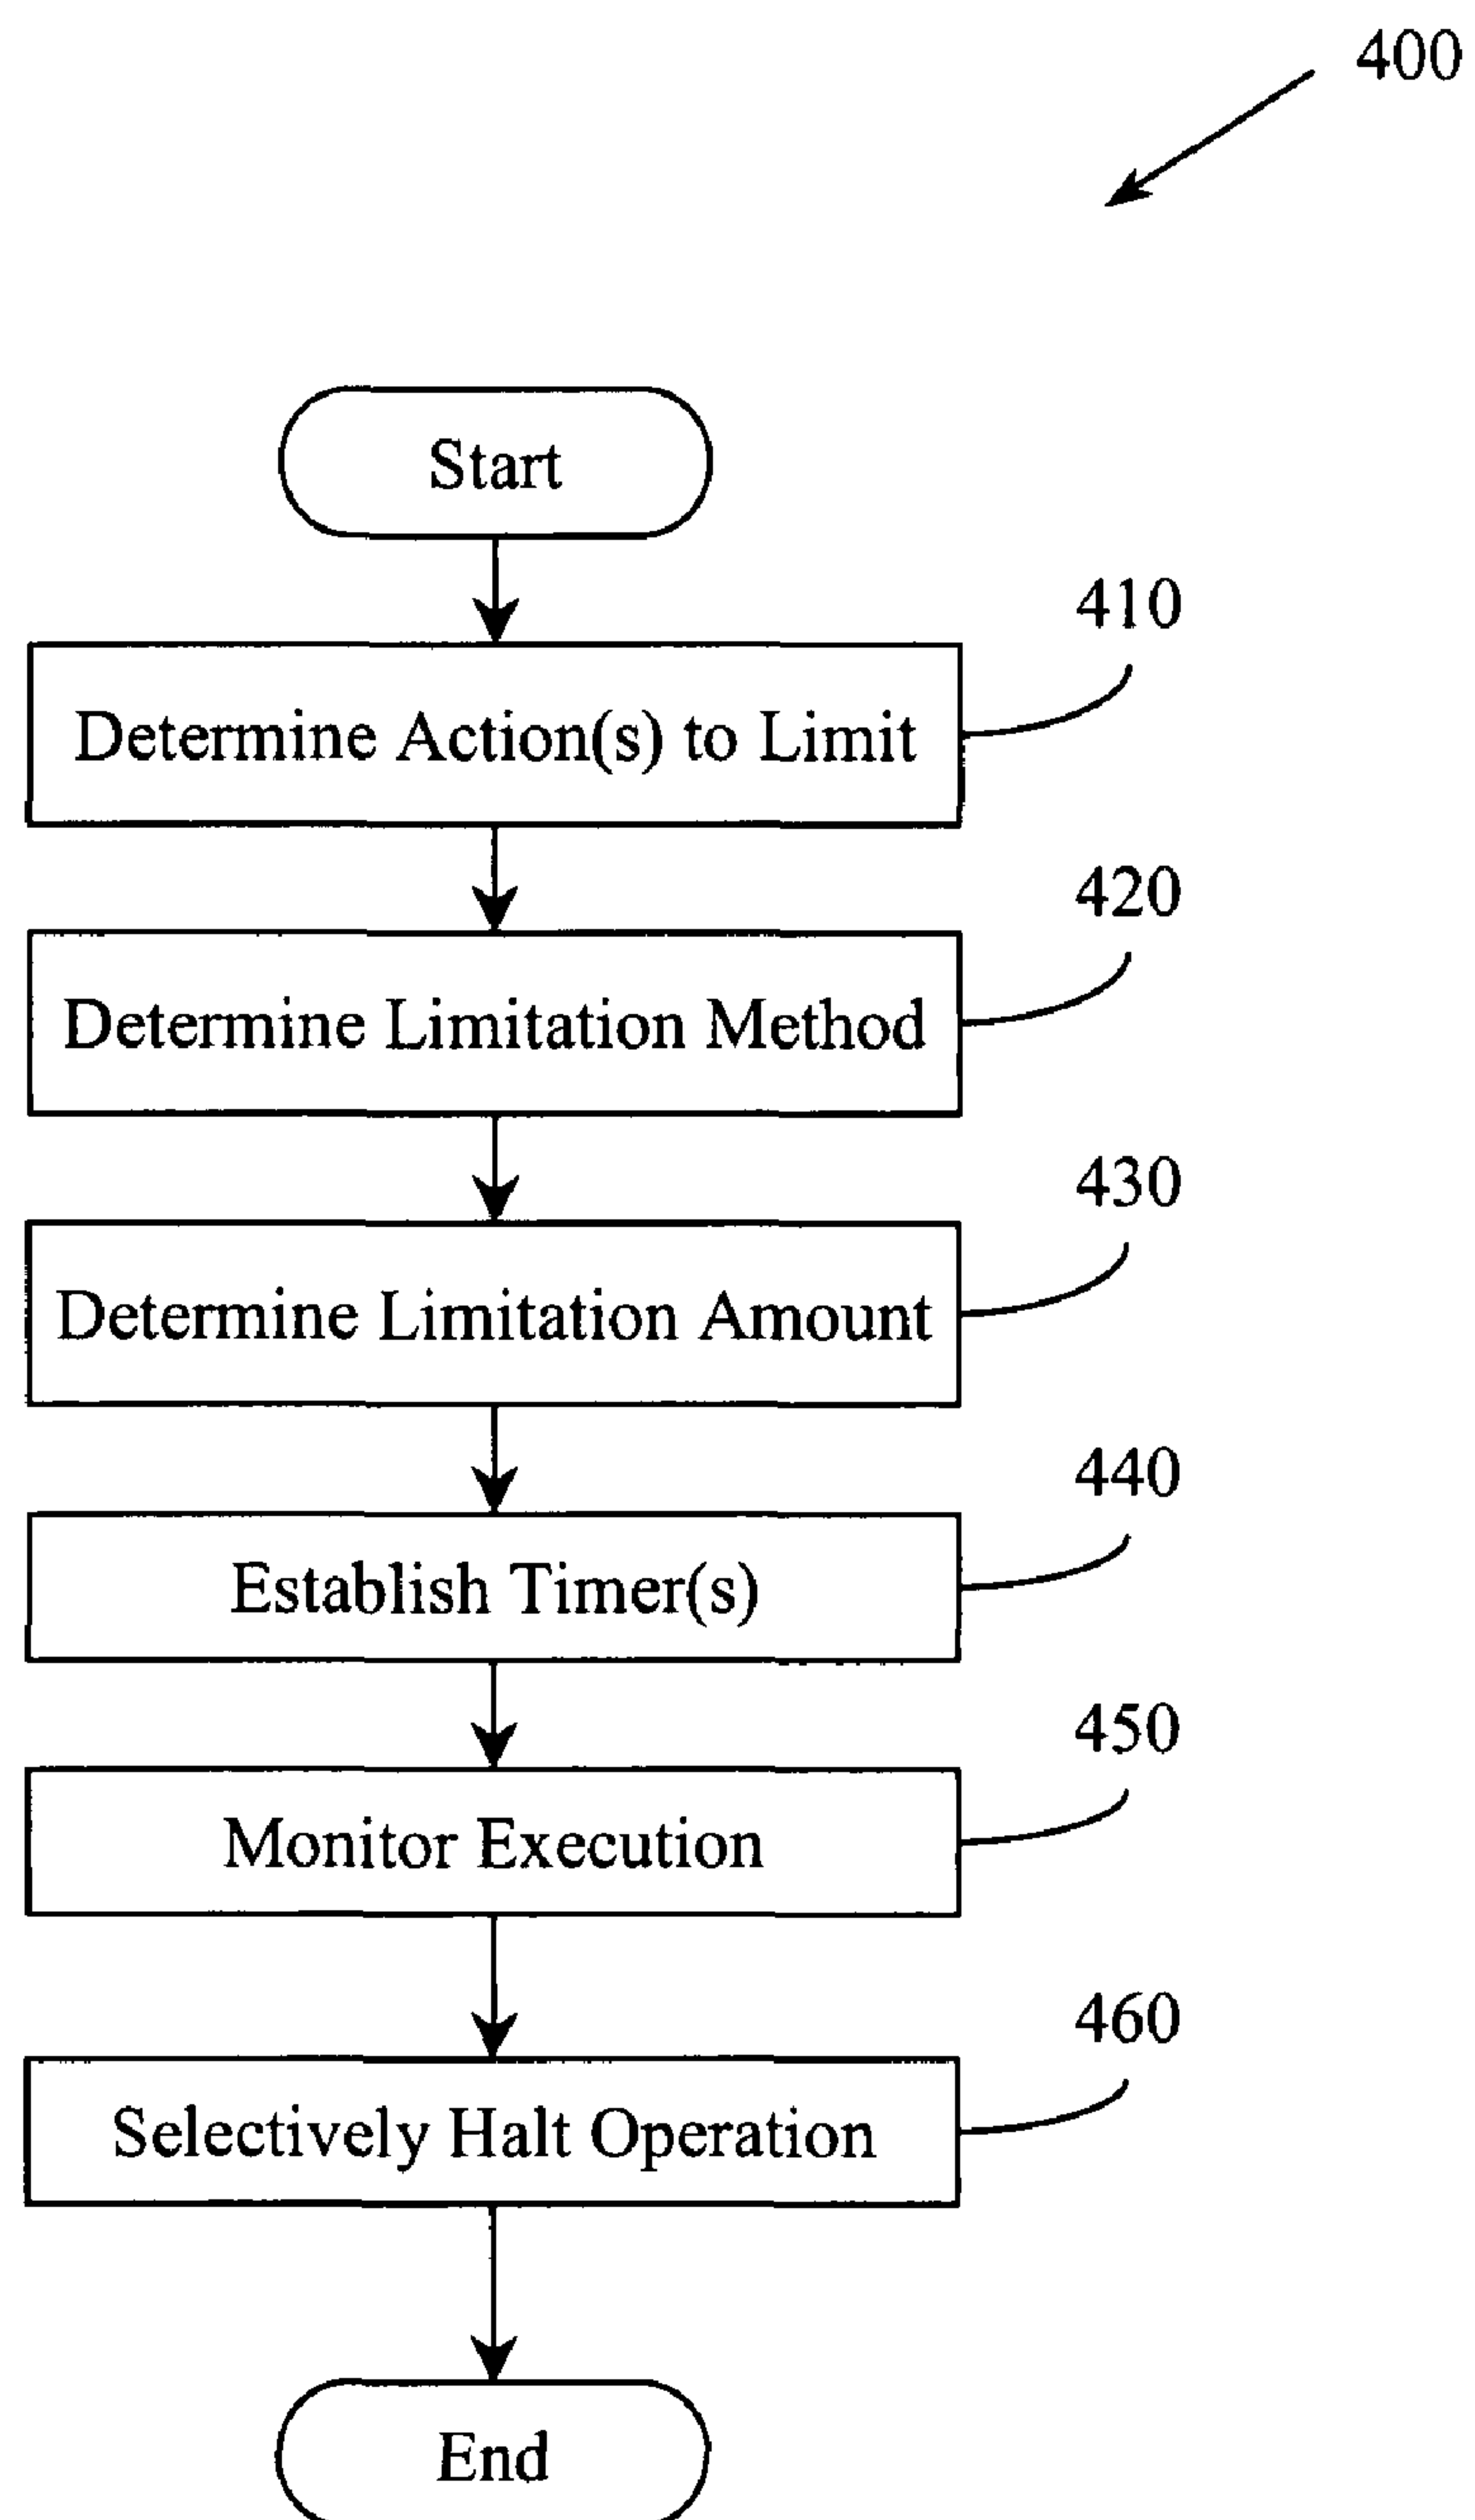 400
Start
410
Determine Action(s) to Limit
420
Determine Limitation Method
430
Determine Limitation Amount
440
Establish Timer(s)
450
Monitor Execution
460
Selectively Halt Operation
End